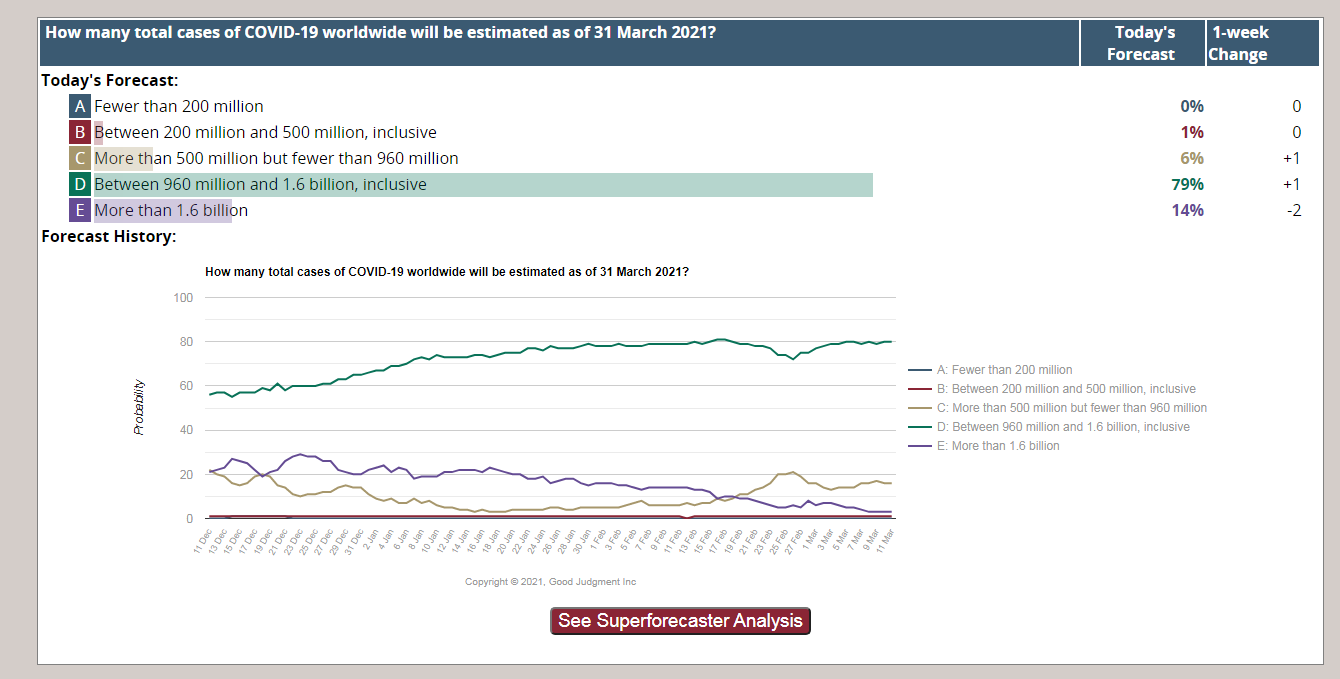 How many total cases of COVID-19 worldwide will be estimated as of 31 March 2021? Today's Forecast 1-week Change
Today's Forecast:
A Fewer than 200 million 0% 0
B Between 200 million and 500 million, inclusive 1% 0
C More than 500 million but fewer than 960 million 6% +1
D Between 960 million and 1.6 billion, inclusive 79% +1
E More than 1.6 billion 14% -2
Forecast History:
How many total cases of COVID-19 worldwide will be estimated as of 31 March 2021?
Probability
100
80
60
40
20
0
11 Dec 13 Dec 15 Dec 17 Dec 19 Dec 21 Dec 23 Dec 25 Dec 27 Dec 29 Dec 31 Dec 2 Jan 4 Jan 6 Jan 8 Jan 10 Jan 12 Jan 14 Jan 16 Jan 18 Jan 20 Jan 22 Jan 24 Jan 26 Jan 28 Jan 30 Jan 1 Feb 3 Feb 5 Feb 7 Feb 9 Feb 11 Feb 13 Feb 15 Feb 17 Feb 19 Feb 21 Feb 23 Feb 25 Feb 27 Feb 1 Mar 3 Mar 5 Mar 7 Mar 9 Mar 11 Mar
A: Fewer than 200 million
B: Between 200 million and 500 million, inclusive
C: More than 500 million but fewer than 960 million
D: Between 960 million and 1.6 billion, inclusive
E: More than 1.6 billion
Copyright © 2021, Good Judgment Inc
See Superforecaster Analysis